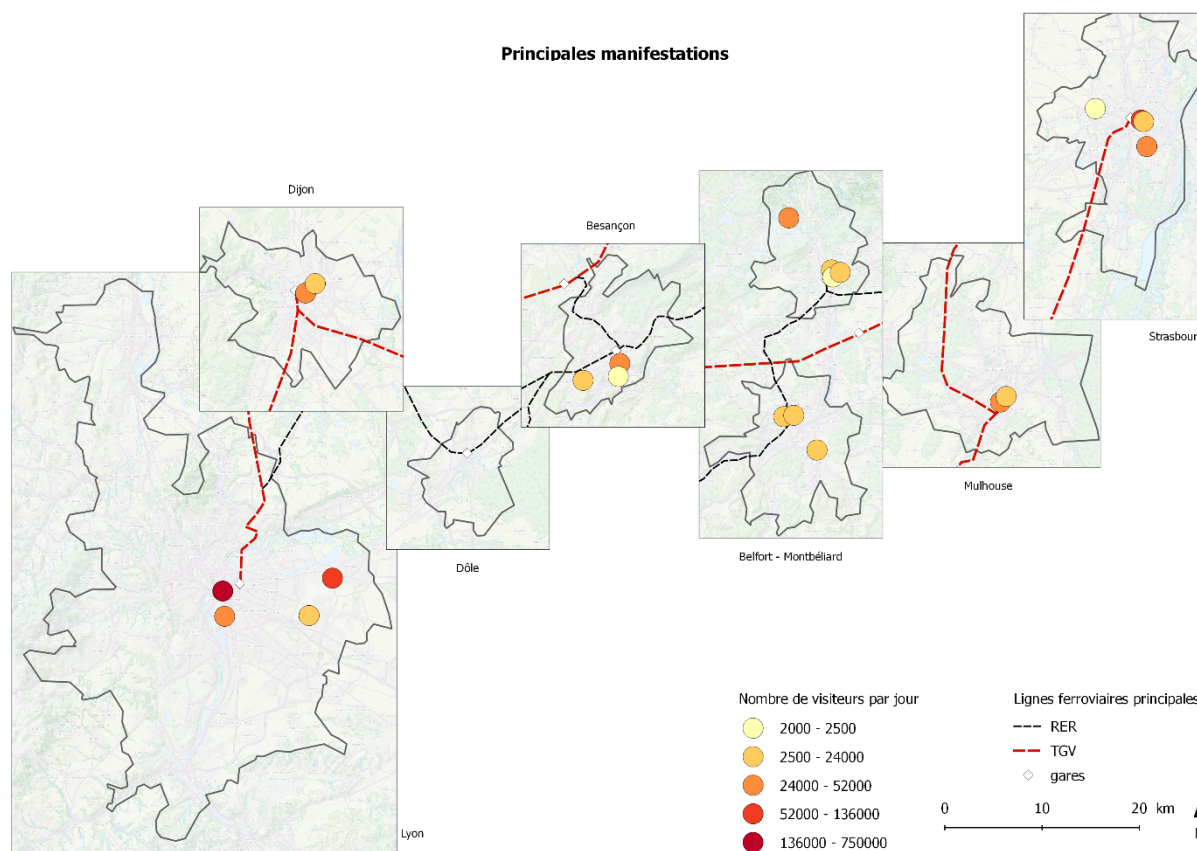 Principales manifestations
Dijon
Besançon
Strasbour
Mulhouse
Belfort - Montbéliard
Dôle
Lyon
Nombre de visiteurs par jour
2000 - 2500
2500 - 24000
24000 - 52000
52000 - 136000
136000 - 750000
Lignes ferroviaires principales
RER
TGV
gares
0 10 20 km